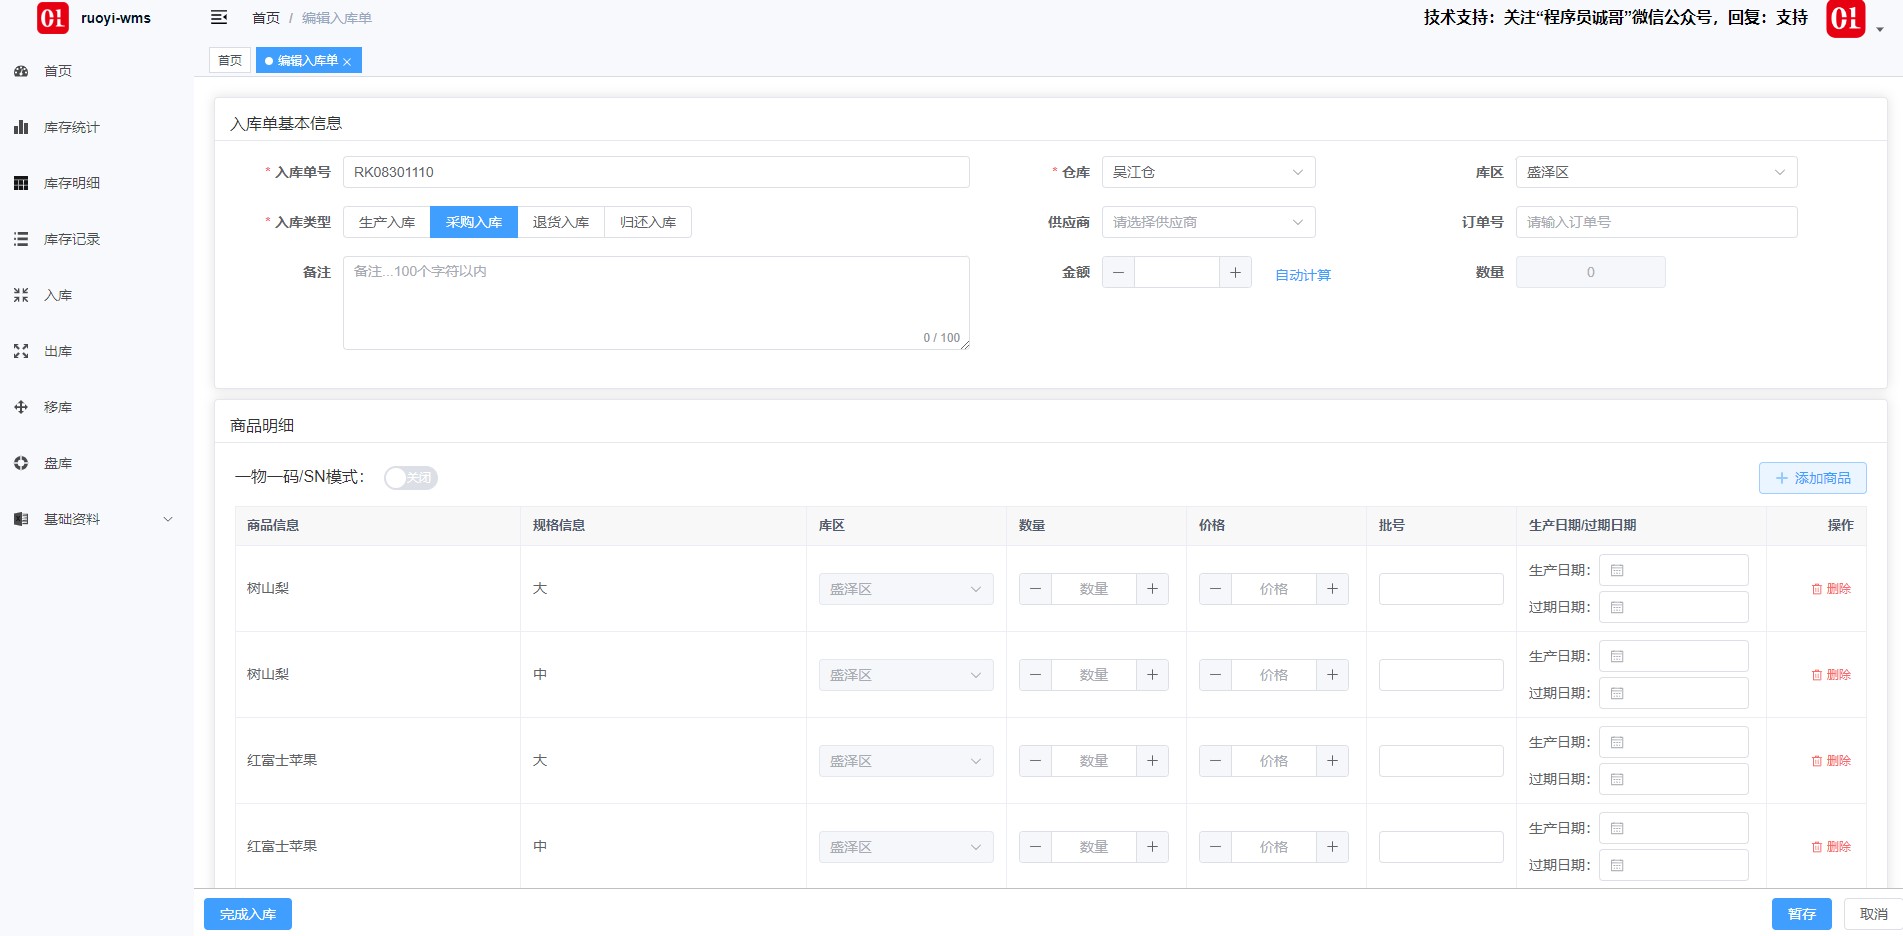 01 ruoyi-wms
首页 / 编辑入库单
技术支持：关注“程序员诚哥”微信公众号，回复：支持
01
首页
编辑入库单 ×
首页
库存统计
库存明细
库存记录
入库
出库
移库
盘库
基础资料
入库单基本信息
* 入库单号 RK08301110
* 仓库 吴江仓
库区 盛泽区
* 入库类型 生产入库 采购入库 退货入库 归还入库
供应商 请选择供应商
订单号 请输入订单号
备注 备注...100个字符以内
0 / 100
金额 自动计算
数量 0
商品明细
一物一码/SN模式： 关闭
添加商品
商品信息 规格信息 库区 数量 价格 批号 生产日期/过期日期 操作
树山梨 大 盛泽区 数量 价格 生产日期： 删除
过期日期：
树山梨 中 盛泽区 数量 价格 生产日期： 删除
过期日期：
红富士苹果 大 盛泽区 数量 价格 生产日期： 删除
过期日期：
红富士苹果 中 盛泽区 数量 价格 生产日期： 删除
过期日期：
完成入库
暂存
取消